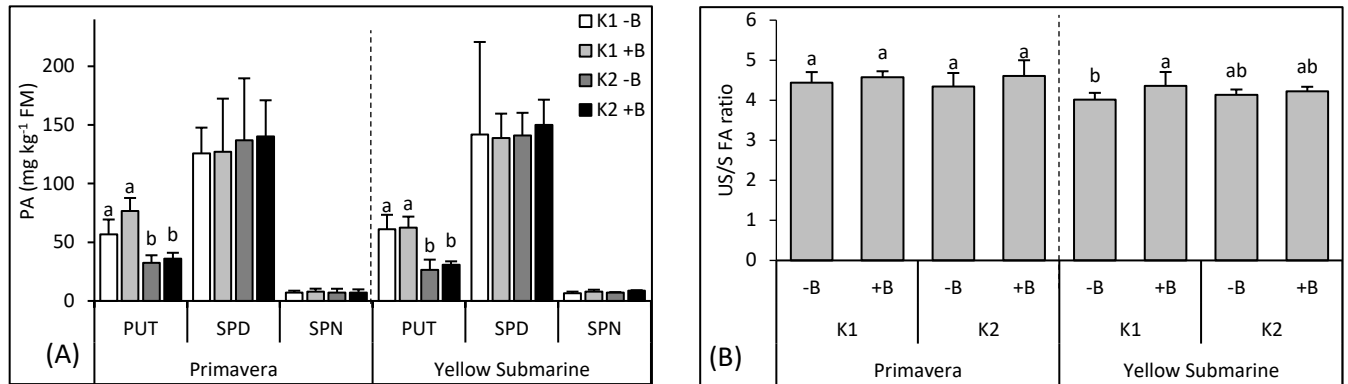 K1 -B
K1 +B
K2 -B
K2 +B
PA (mg kg⁻¹ FM)
200
150
100
50
0
a a b b a a b b
PUT SPD SPN PUT SPD SPN
Primavera Yellow Submarine
(A)
US/S FA ratio
6
5
4
3
2
1
0
a a a a b a ab ab
-B +B -B +B -B +B -B +B
K1 K2 K1 K2
Primavera Yellow Submarine
(B)